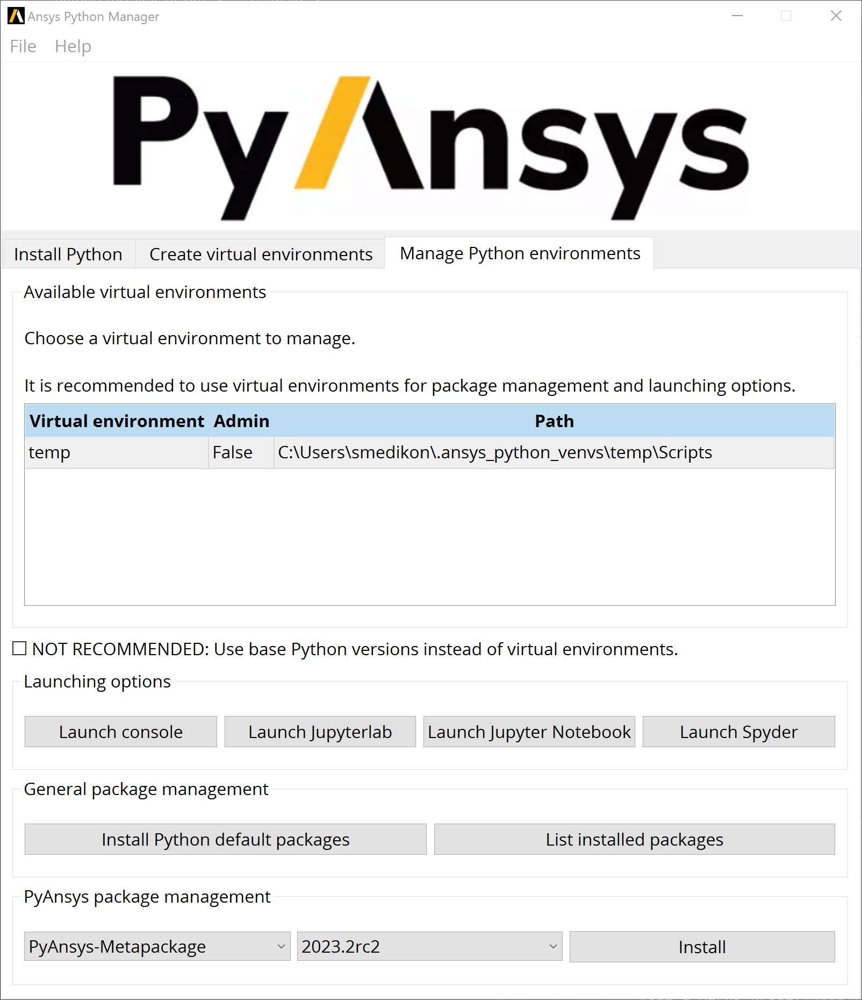 Ansys Python Manager
File Help
PyAnsys
Install Python Create virtual environments Manage Python environments
Available virtual environments
Choose a virtual environment to manage.
It is recommended to use virtual environments for package management and launching options.
Virtual environment Admin Path
temp False C:\Users\smedikon\.ansys_python_venvs\temp\Scripts
NOT RECOMMENDED: Use base Python versions instead of virtual environments.
Launching options
Launch console Launch Jupyterlab Launch Jupyter Notebook Launch Spyder
General package management
Install Python default packages List installed packages
PyAnsys package management
PyAnsys-Metapackage 2023.2rc2 Install